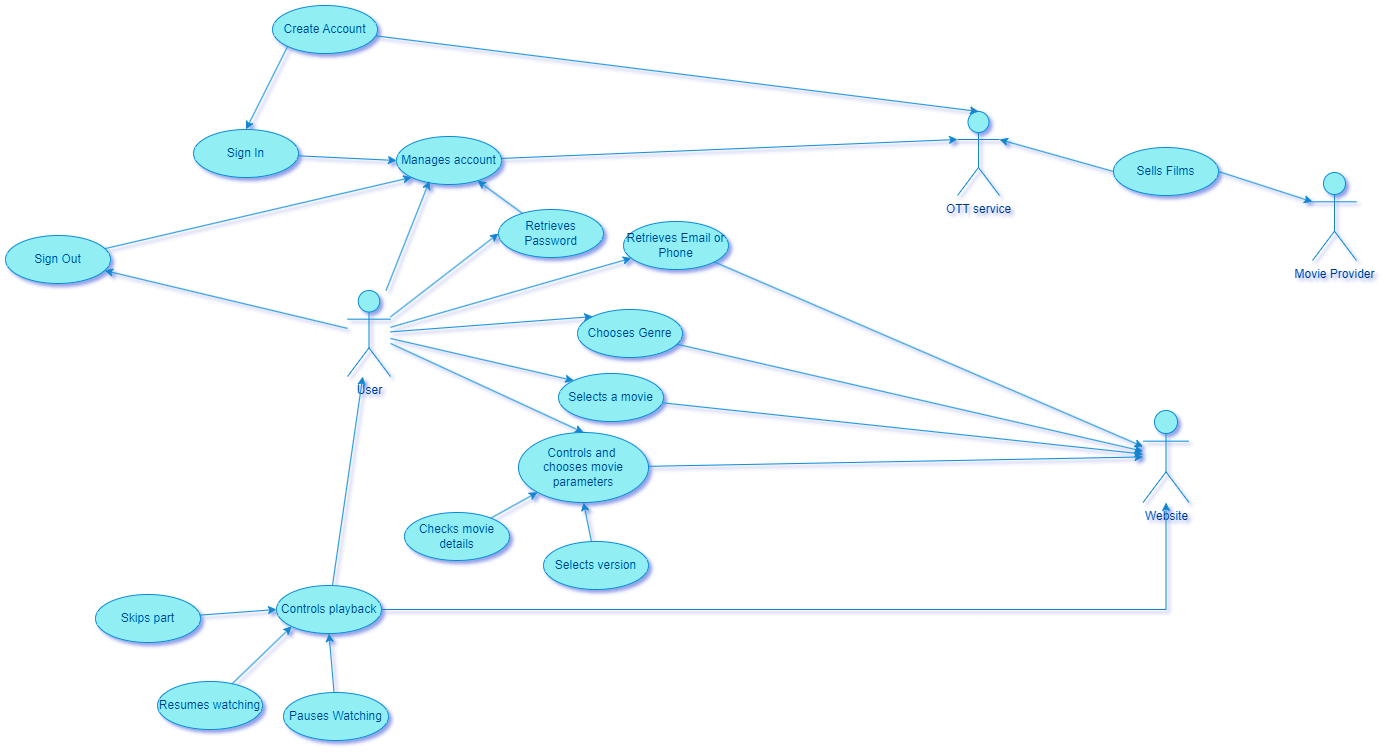 Create Account
Sign In
Manages account
Sells Films
OTT service
Retrieves
Password
Retrieves Email or
Phone
Sign Out
Movie Provider
Chooses Genre
User
Selects a movie
Controls and
chooses movie
parameters
Website
Checks movie
details
Selects version
Controls playback
Skips part
Resumes watching
Pauses Watching